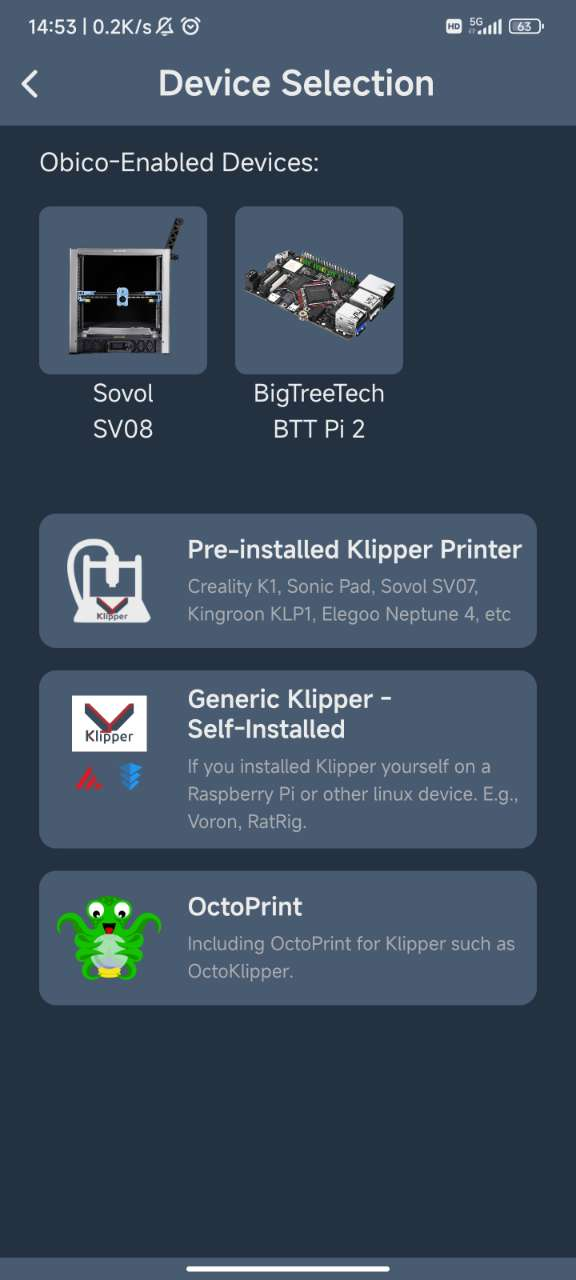 14:53 | 0.2K/s
HD 5G 63
Device Selection
Obico-Enabled Devices:
Sovol
SV08
BigTreeTech
BTT Pi 2
Pre-installed Klipper Printer
Creality K1, Sonic Pad, Sovol SV07,
Kingroon KLP1, Elegoo Neptune 4, etc
Klipper
Generic Klipper -
Self-Installed
Klipper
If you installed Klipper yourself on a
Raspberry Pi or other linux device. E.g.,
Voron, RatRig.
OctoPrint
Including OctoPrint for Klipper such as
OctoKlipper.